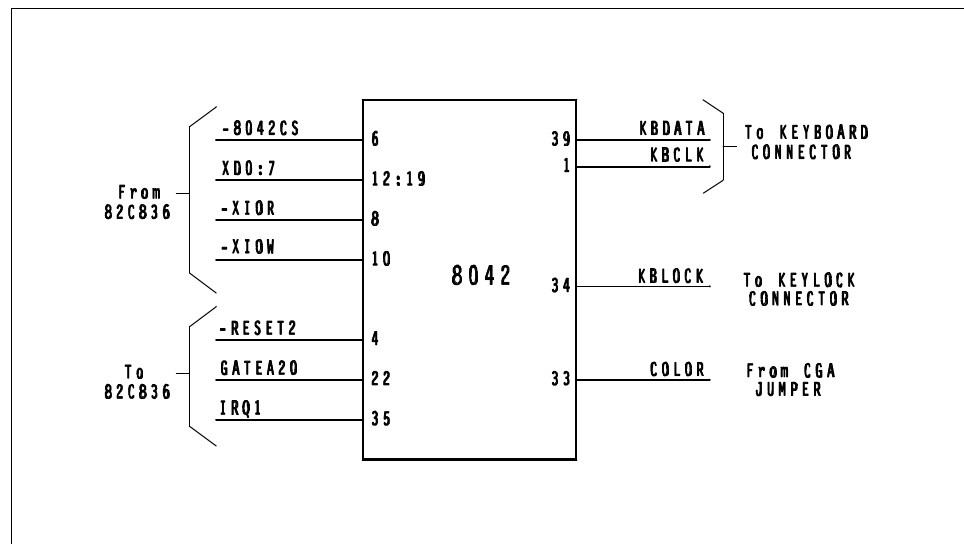 -8042CS
6
XD0:7
12:19
-XIOR
8
-XIOW
10
From
82C836
-RESET2
4
GATEA20
22
IRQ1
35
To
82C836
8042
39
KBDATA
1
KBCLK
To KEYBOARD
CONNECTOR
34
KBLOCK
To KEYLOCK
CONNECTOR
33
COLOR
From CGA
JUMPER